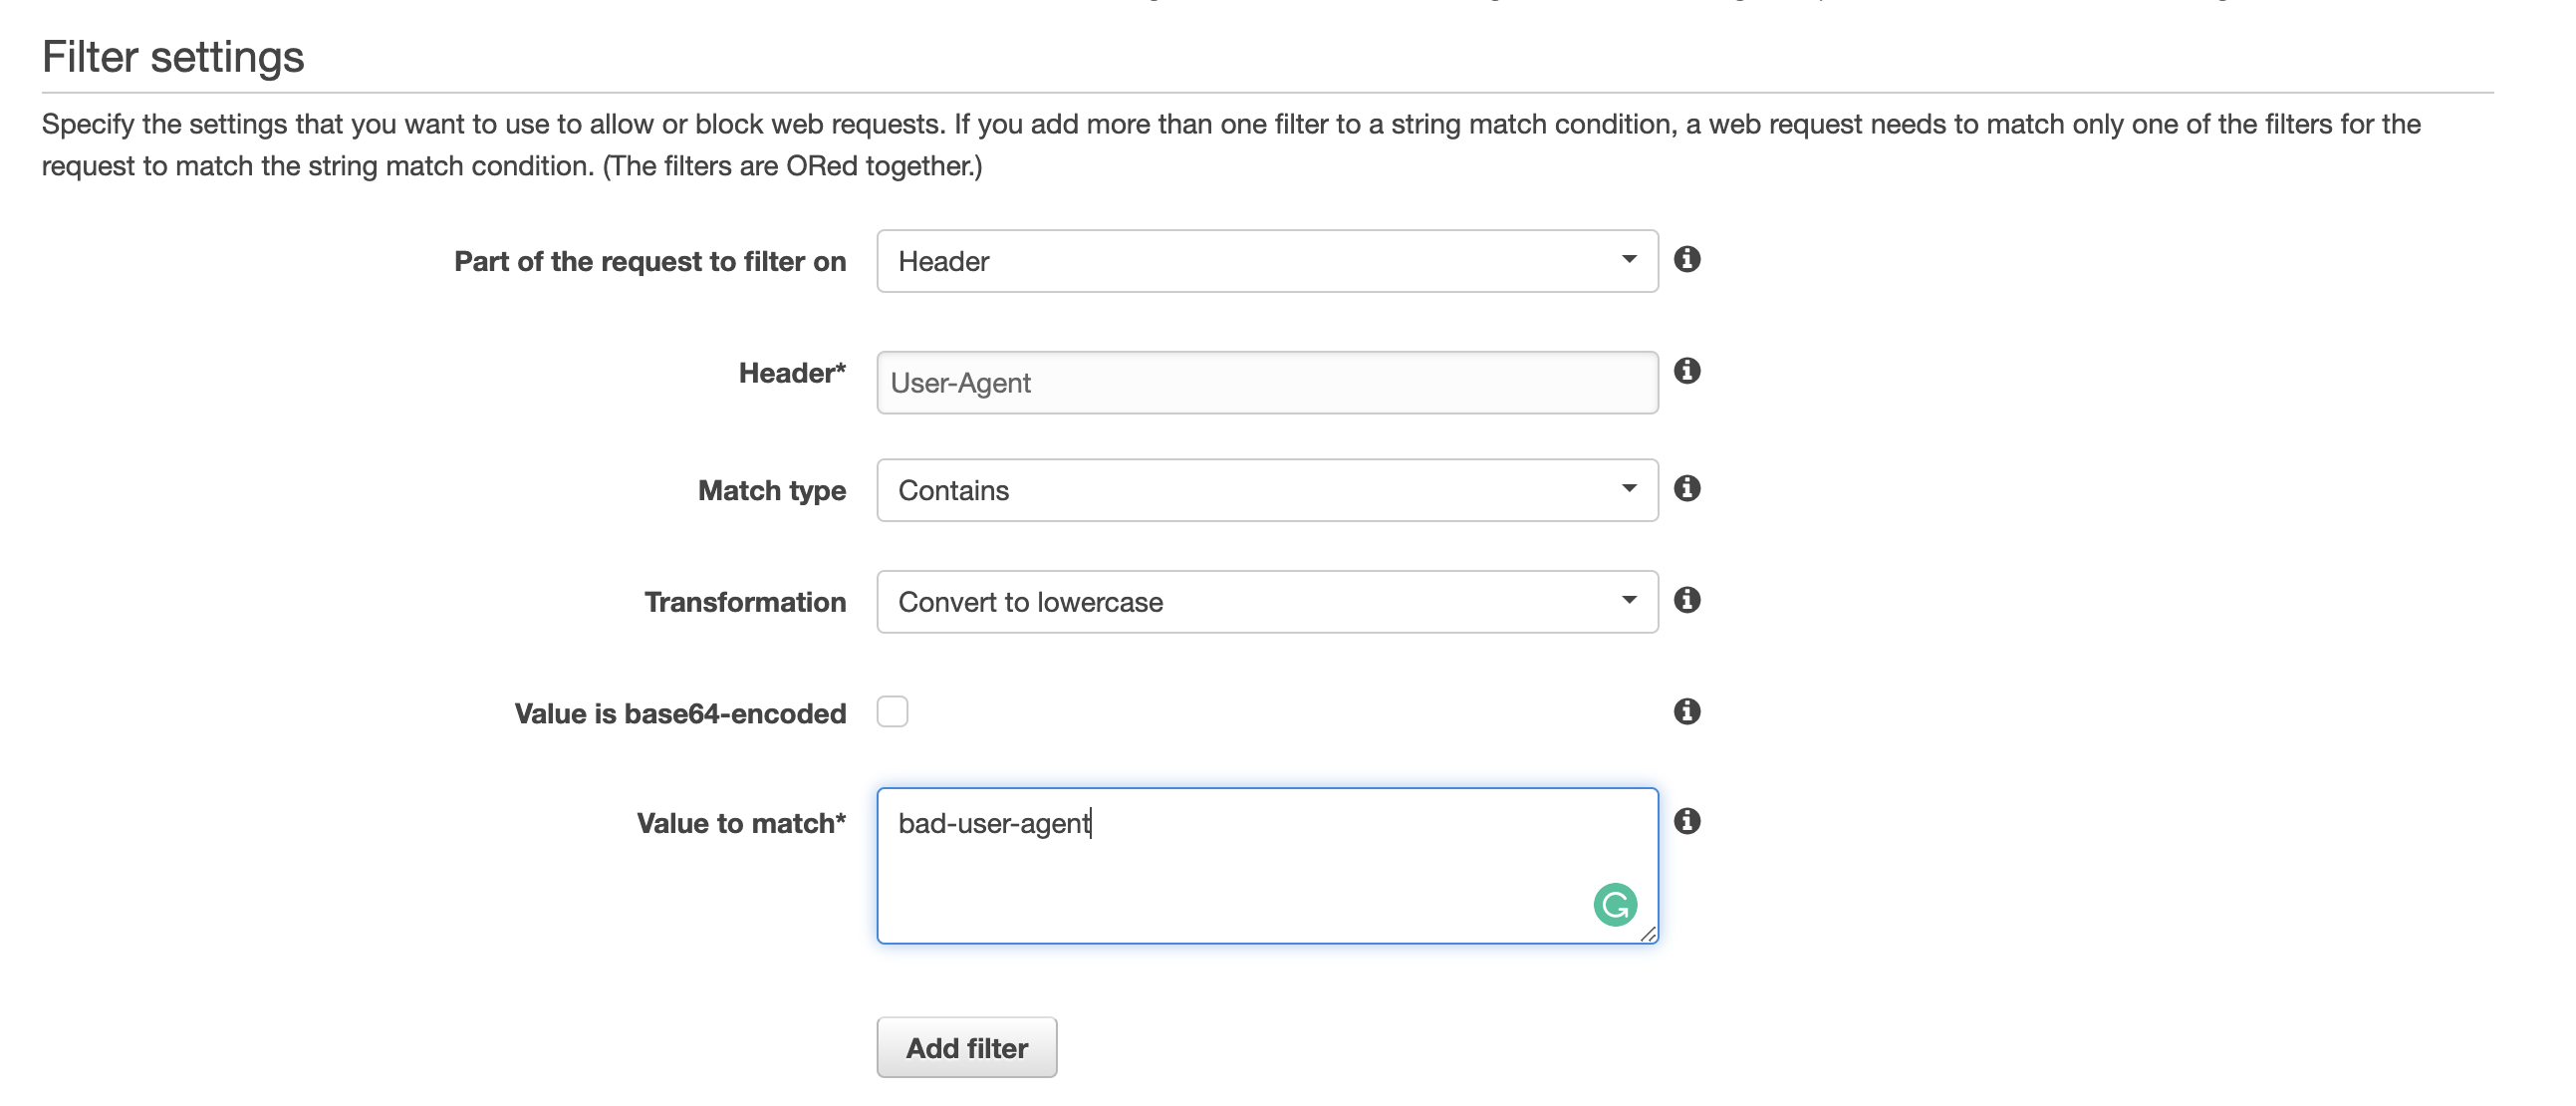 Filter settings
Specify the settings that you want to use to allow or block web requests. If you add more than one filter to a string match condition, a web request needs to match only one of the filters for the
request to match the string match condition. (The filters are ORed together.)
Part of the request to filter on Header
Header* User-Agent
Match type Contains
Transformation Convert to lowercase
Value is base64-encoded
Value to match* bad-user-agent
Add filter